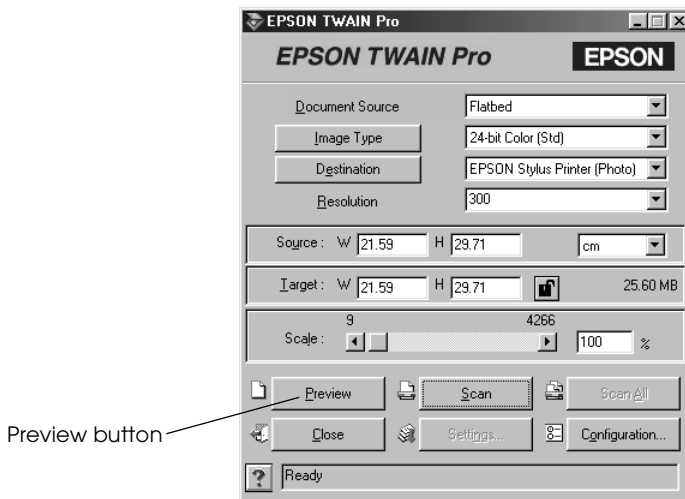 EPSON TWAIN Pro
EPSON TWAIN Pro EPSON
Document Source Flatbed
Image Type 24-bit Color (Std)
Destination EPSON Stylus Printer (Photo)
Resolution 300
Source : W 21.59 H 29.71 cm
Target : W 21.59 H 29.71 25.60 MB
9 4266
Scale : 100 %
Preview Scan Scan All
Preview button
Close Settings... Configuration...
? Ready